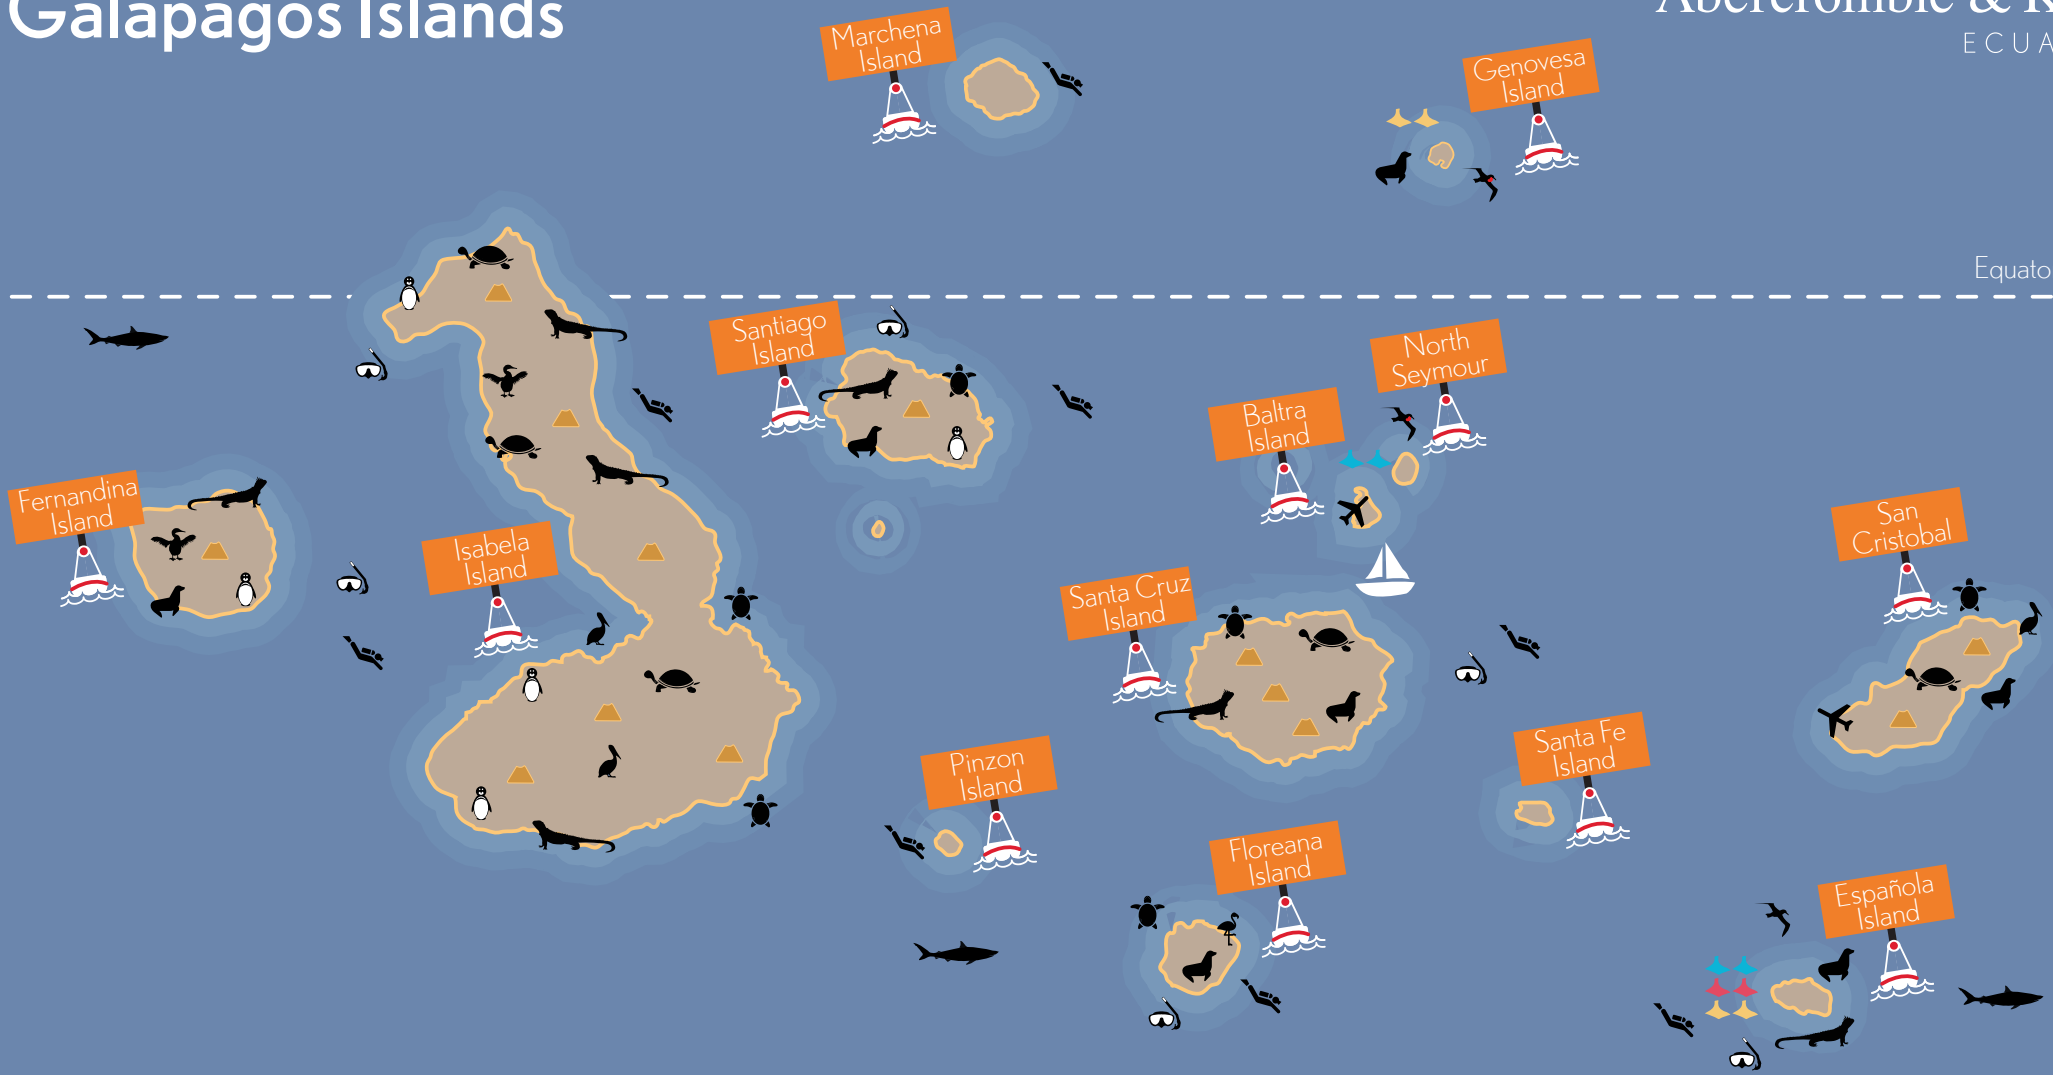 Galapagos Islands
Abercrombie & K
ECUA
Marchena
Island
Genovesa
Island
Equato
Santiago
Island
North
Seymour
Baltra
Island
Fernandina
Island
San
Cristobal
Isabela
Island
Santa Cruz
Island
Santa Fe
Island
Pinzon
Island
Floreana
Island
Española
Island